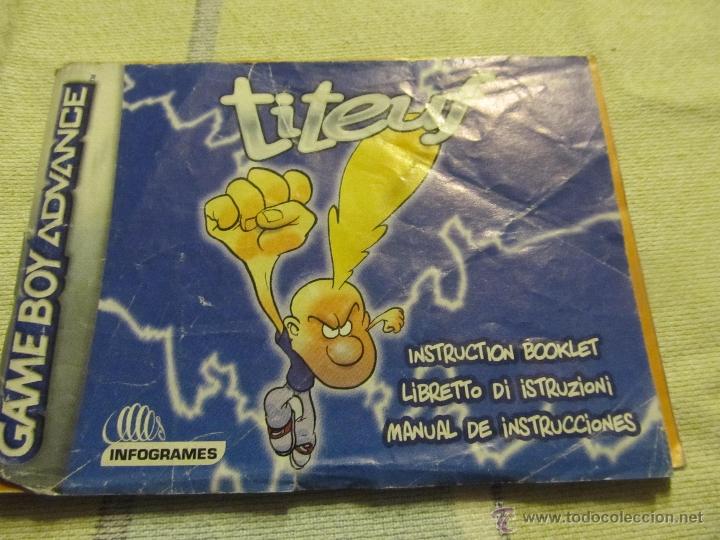 titeuf
GAME BOY ADVANCE
INSTRUCTION BOOKLET
LIBRETTO DI ISTRUZIONI
MANUAL DE INSTRUCCIONES
INFOGRAMES
© www.todocoleccion.net